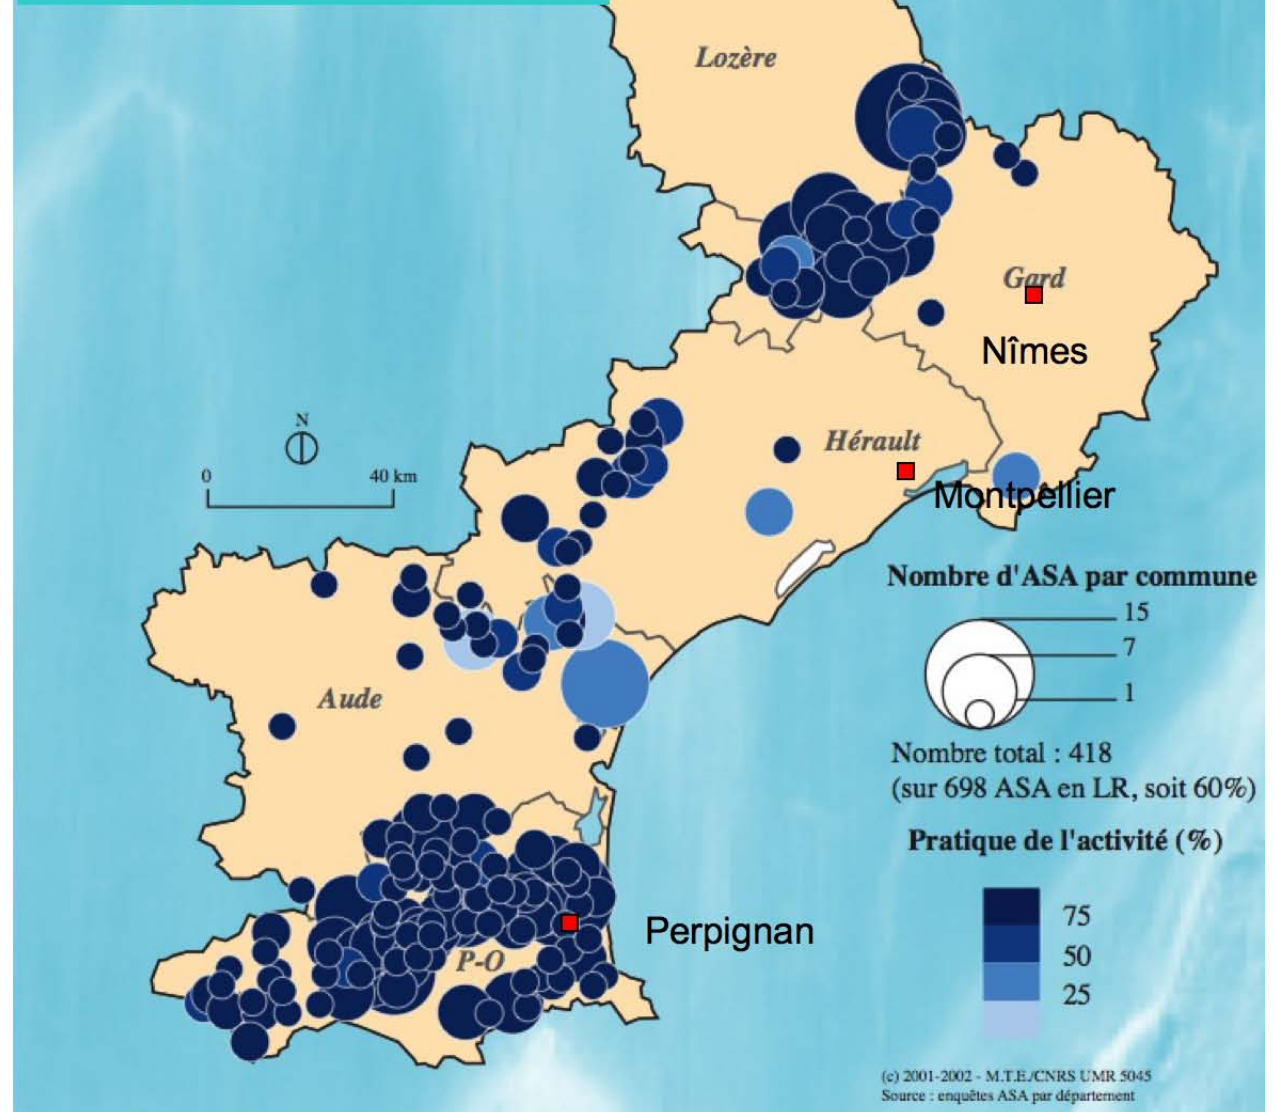 Lozère
Gard
Nîmes
N
0 40 km
Hérault
Montpellier
Nombre d'ASA par commune
15
7
1
Aude
Nombre total : 418
(sur 698 ASA en LR, soit 60%)
Pratique de l'activité (%)
75
50
25
Perpignan
P-O
(c) 2001-2002 - M.T.E./CNRS UMR 5045
Source : enquêtes ASA par département